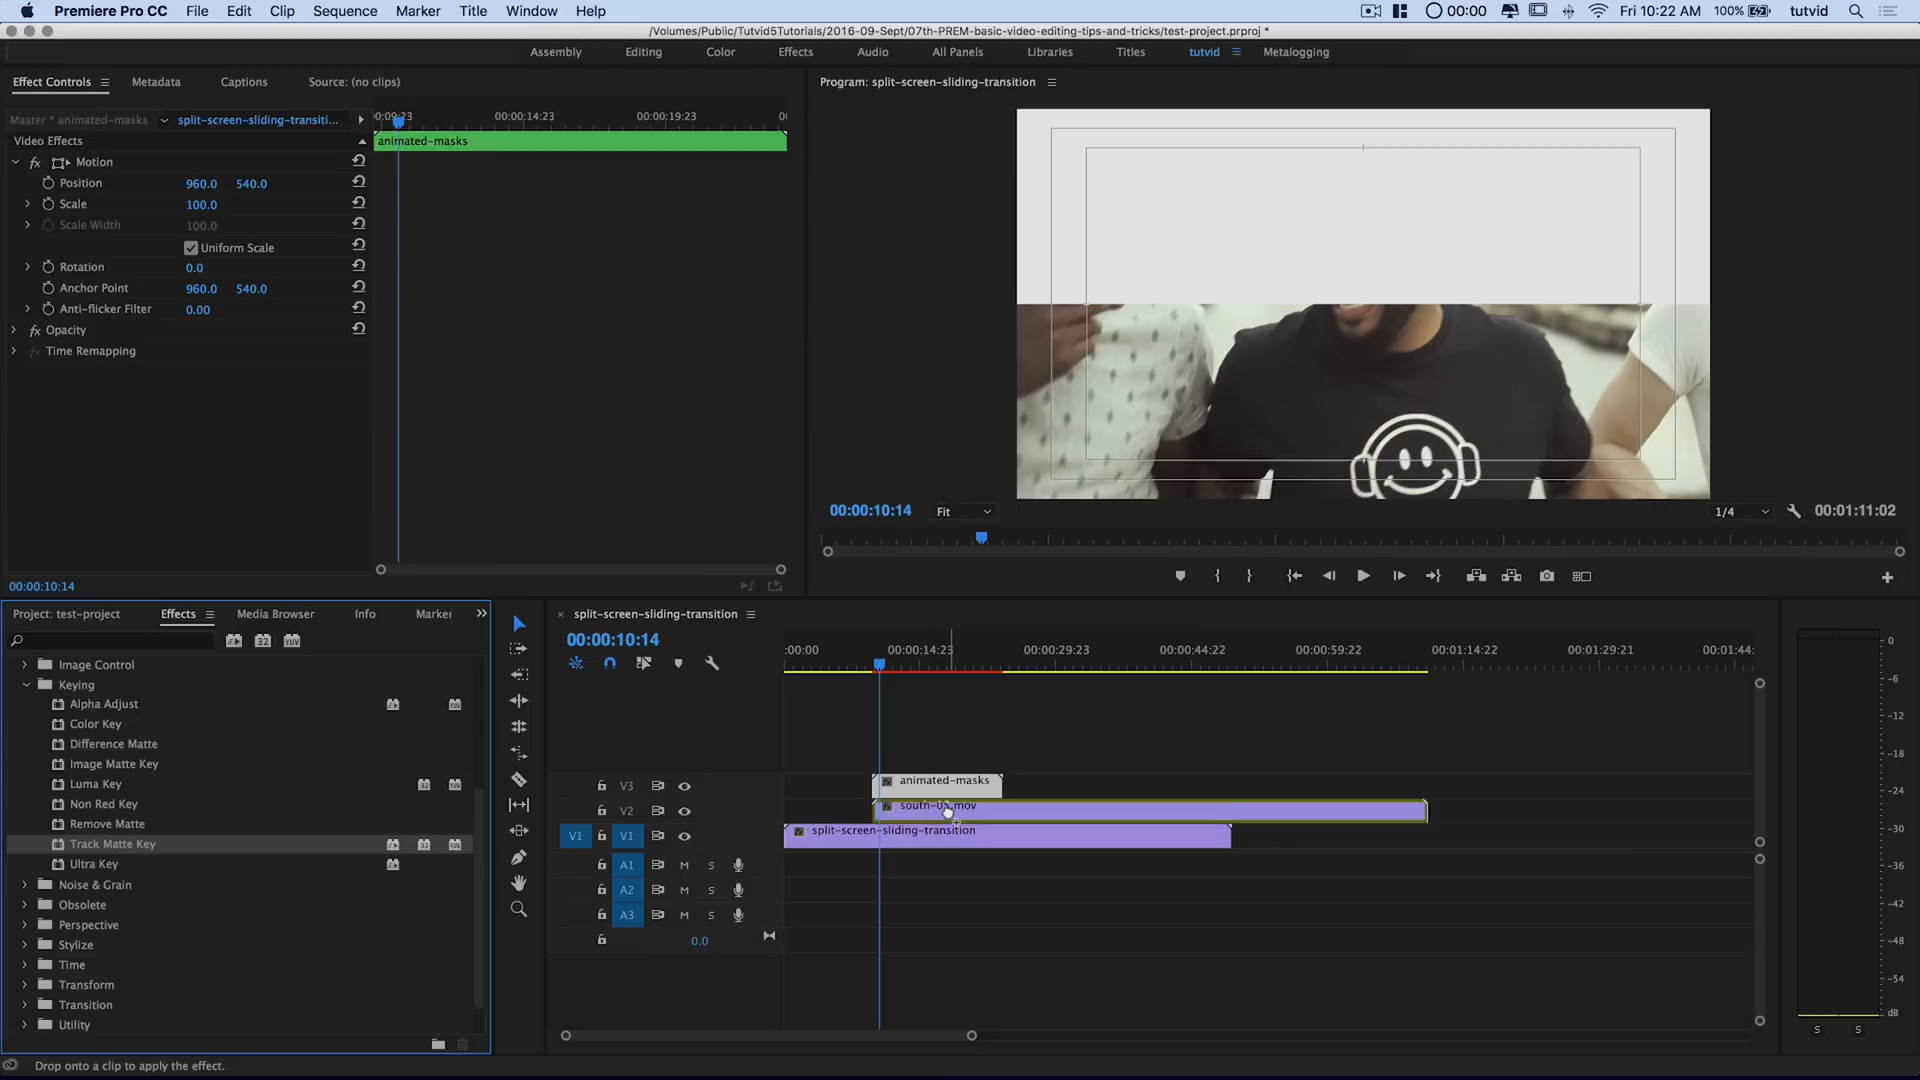 Premiere Pro CC File Edit Clip Sequence Marker Title Window Help 00:00 Fri 10:22 AM 100% tutvid
/Volumes/Public/Tutvid5Tutorials/2016-09-Sept/07th-PREM-basic-video-editing-tips-and-tricks/test-project.prproj *
Assembly Editing Color Effects Audio All Panels Libraries Titles tutvid Metalogging
Effect Controls Metadata Captions Source: (no clips)
Program: split-screen-sliding-transition
Master * animated-masks split-screen-sliding-transiti... 00:09:23 00:00:14:23 00:00:19:23
Video Effects
animated-masks
Motion
Position 960.0 540.0
Scale 100.0
Scale Width 100.0
Uniform Scale
Rotation 0.0
Anchor Point 960.0 540.0
Anti-flicker Filter 0.00
Opacity
Time Remapping
00:00:10:14 Fit 1/4 00:01:11:02
00:00:10:14
Project: test-project Effects Media Browser Info Marker
split-screen-sliding-transition
00:00:10:14
32 YUV
:00:00 00:00:14:23 00:00:29:23 00:00:44:22 00:00:59:22 00:01:14:22 00:01:29:21 00:01:44:
Image Control
Keying
Alpha Adjust
Color Key
Difference Matte
Image Matte Key
Luma Key
Non Red Key
Remove Matte
Track Matte Key
Ultra Key
Noise & Grain
Obsolete
Perspective
Stylize
Time
Transform
Transition
Utility
V3 animated-masks
V2 south-05.mov
V1 V1 split-screen-sliding-transition
A1 M S
A2 M S
A3 M S
0.0
0
-6
-12
-18
-24
-30
-36
-42
-48
-54
dB
S S
Drop onto a clip to apply the effect.